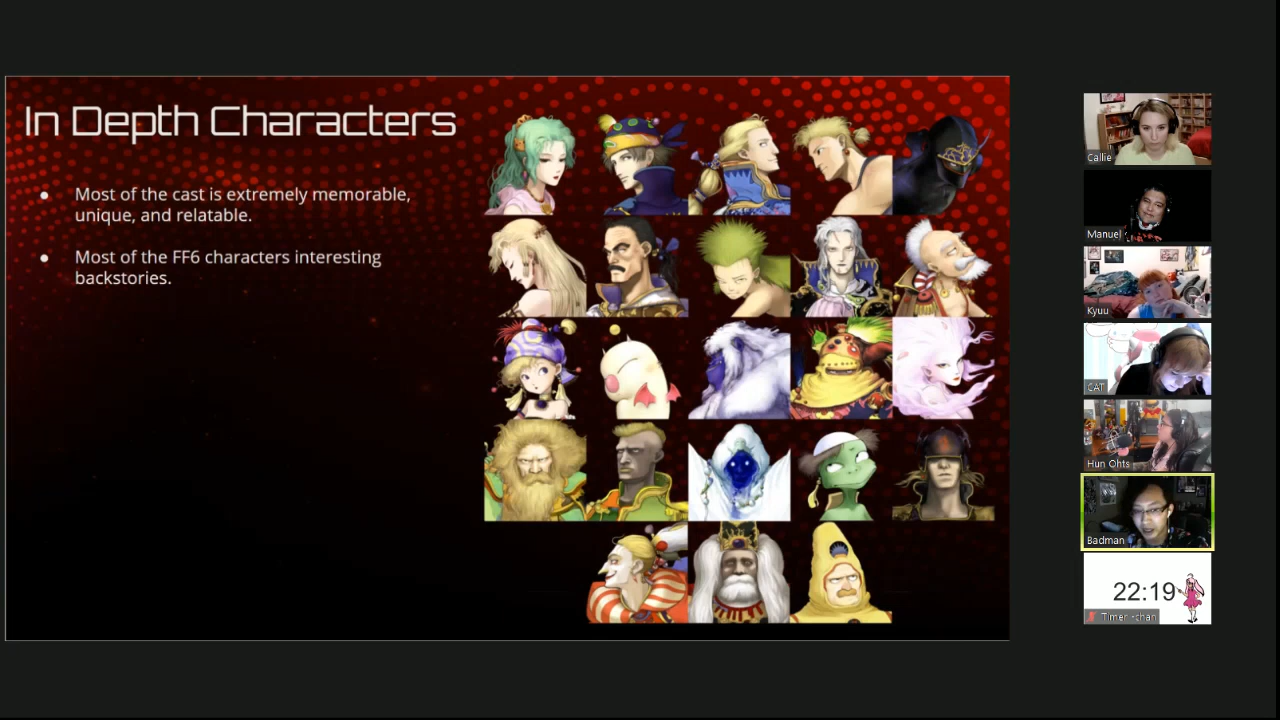 In Depth Characters
● Most of the cast is extremely memorable,
unique, and relatable.
● Most of the FF6 characters interesting
backstories.
Callie
Manuel
Kyuu
CAT
Hun Ohts
Badman
22:19
Timer -chan